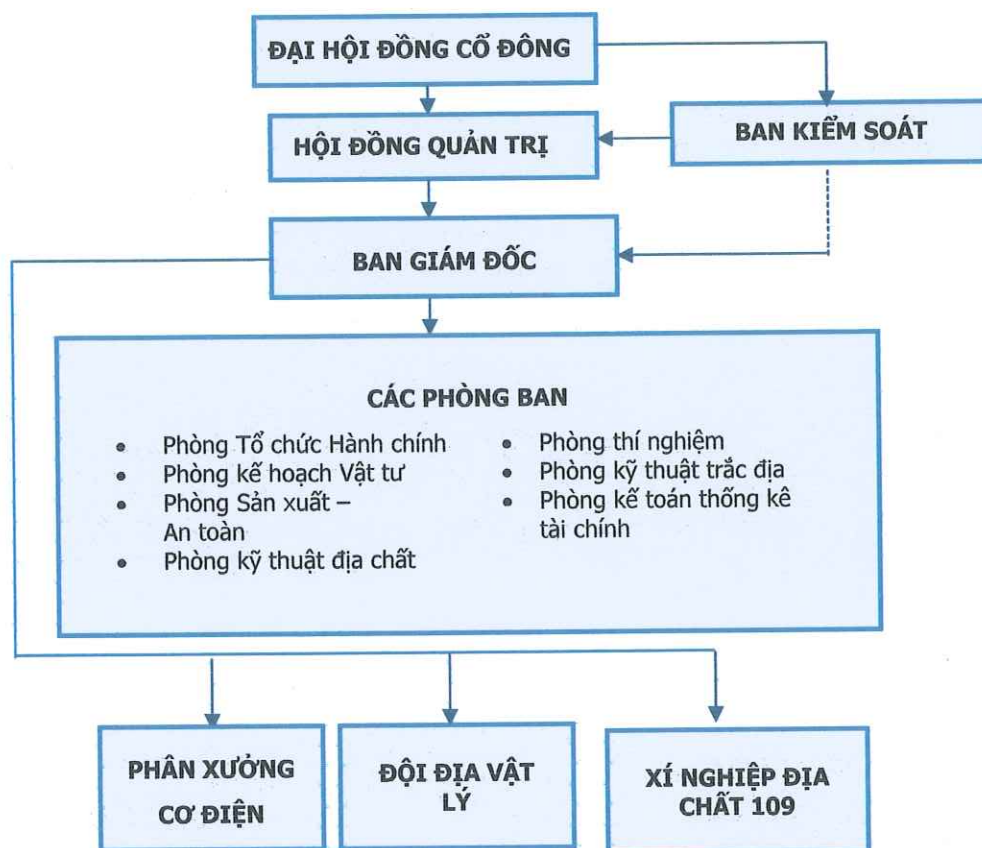 ĐẠI HỘI ĐỒNG CỔ ĐÔNG
HỘI ĐỒNG QUẢN TRỊ
BAN KIỂM SOÁT
BAN GIÁM ĐỐC
CÁC PHÒNG BAN
Phòng Tổ chức Hành chính
Phòng kế hoạch Vật tư
Phòng Sản xuất –
An toàn
Phòng kỹ thuật địa chất
Phòng thí nghiệm
Phòng kỹ thuật trắc địa
Phòng kế toán thống kê
tài chính
PHÂN XƯỞNG
CƠ ĐIỆN
ĐỘI ĐỊA VẬT
LÝ
XÍ NGHIỆP ĐỊA
CHẤT 109